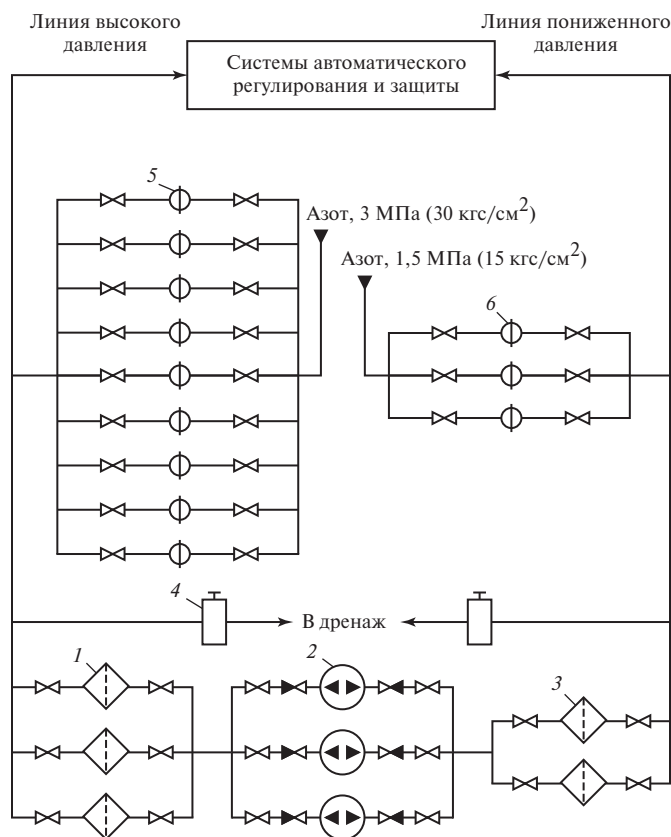 Линия высокого
давления
Линия пониженного
давления
Системы автоматического
регулирования и защиты
5
Азот, 3 МПа (30 кгс/см²)
Азот, 1,5 МПа (15 кгс/см²)
6
4
В дренаж
1
2
3